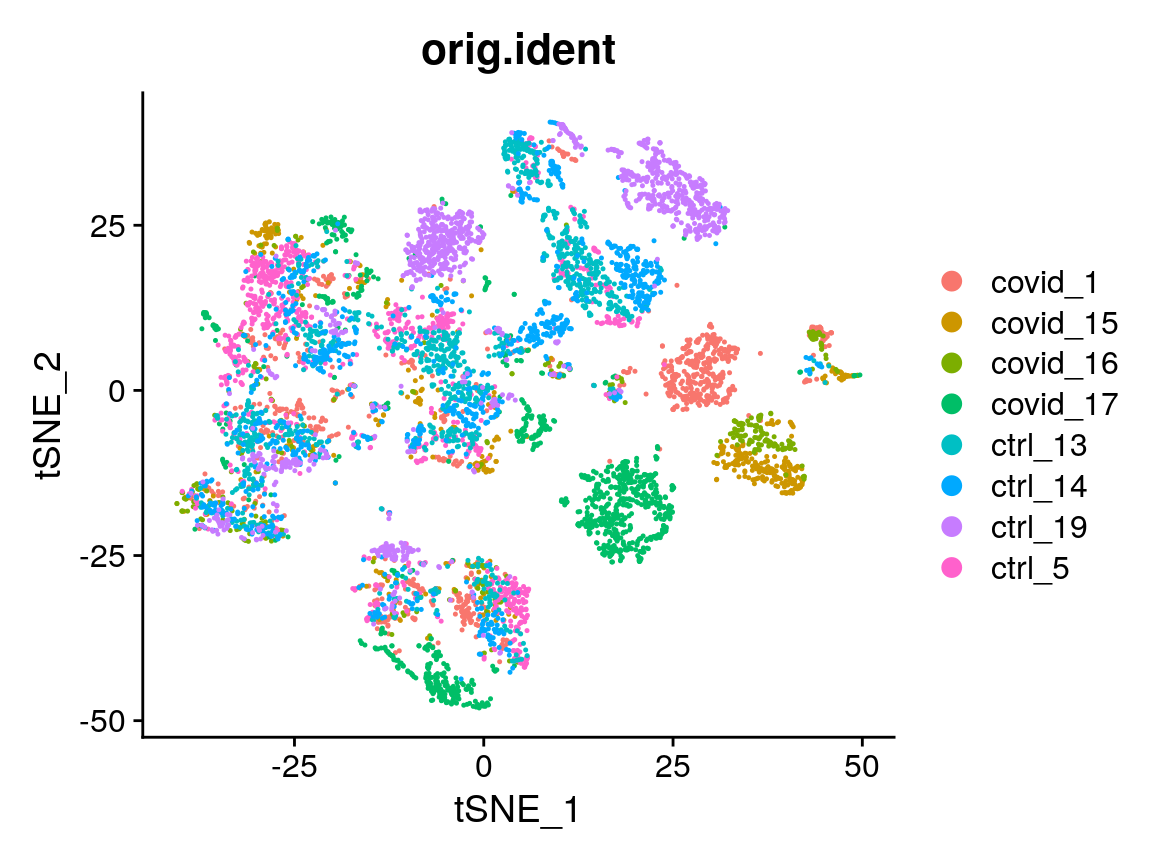 orig.ident
tSNE_2
25
0
-25
-50
-25
0
25
50
tSNE_1
covid_1
covid_15
covid_16
covid_17
ctrl_13
ctrl_14
ctrl_19
ctrl_5